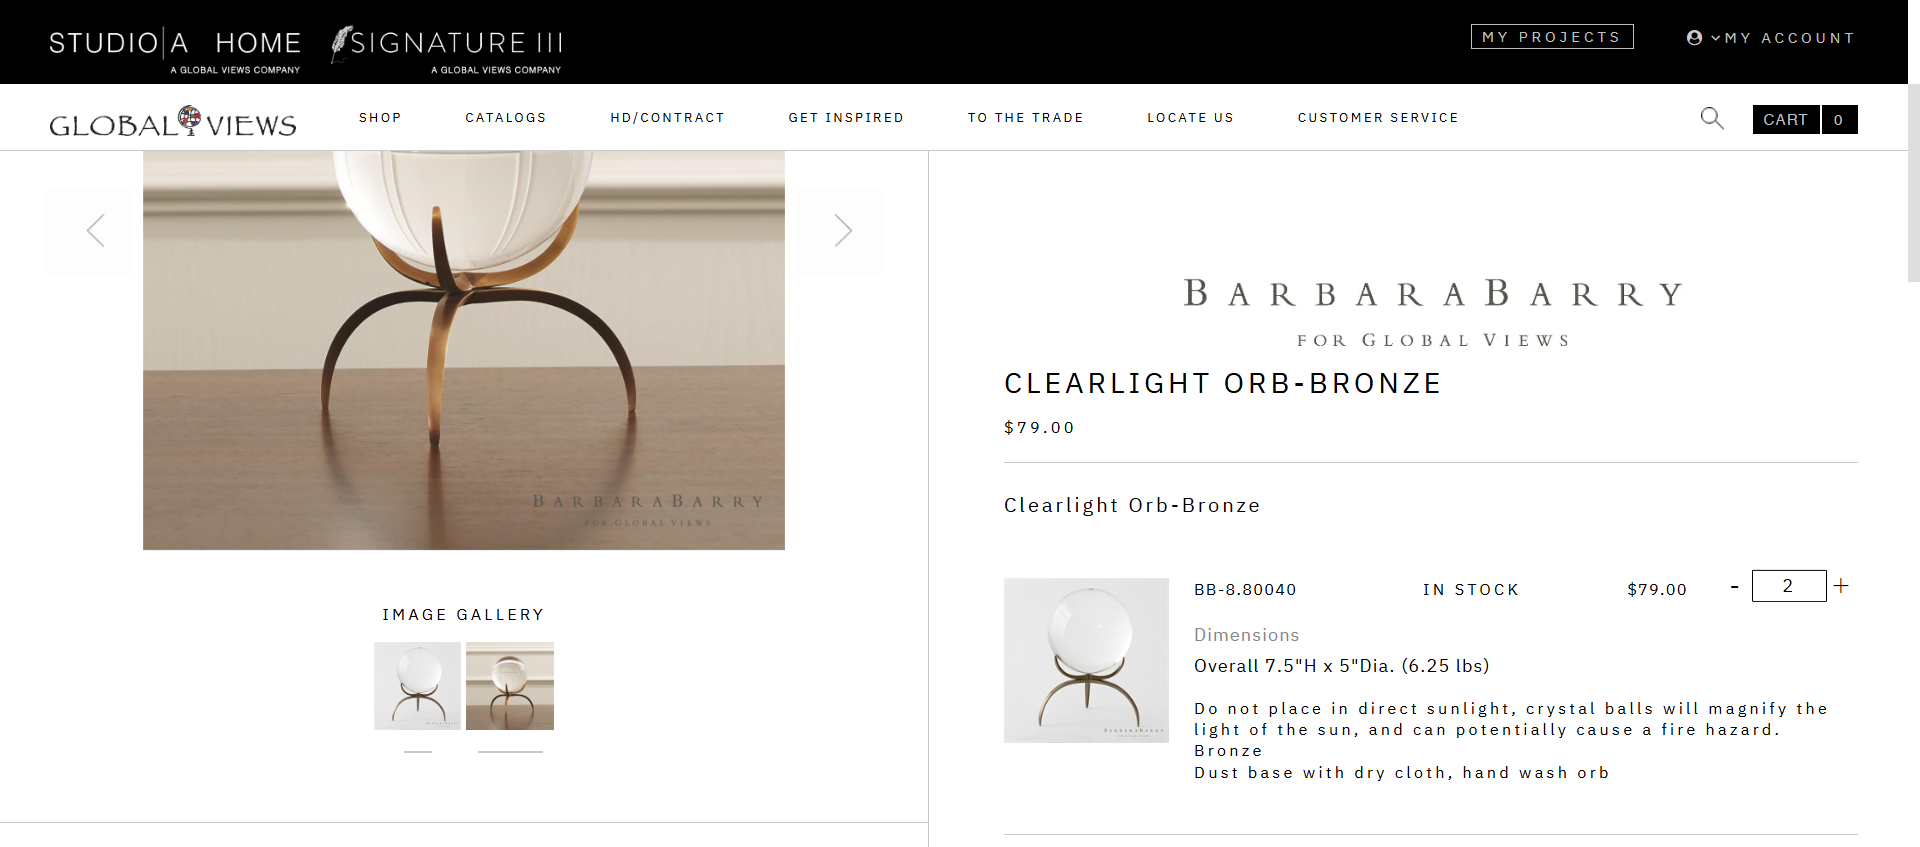 STUDIO|A HOME
A GLOBAL VIEWS COMPANY
SIGNATURE III
A GLOBAL VIEWS COMPANY
MY PROJECTS
MY ACCOUNT
GLOBAL VIEWS
SHOP
CATALOGS
HD/CONTRACT
GET INSPIRED
TO THE TRADE
LOCATE US
CUSTOMER SERVICE
CART 0
BARBARABARRY
FOR GLOBAL VIEWS
IMAGE GALLERY
BARBARABARRY
FOR GLOBAL VIEWS
CLEARLIGHT ORB-BRONZE
$79.00
Clearlight Orb-Bronze
BARBARABARRY
BB-8.80040 IN STOCK $79.00 - 2 +
Dimensions
Overall 7.5"H x 5"Dia. (6.25 lbs)
Do not place in direct sunlight, crystal balls will magnify the
light of the sun, and can potentially cause a fire hazard.
Bronze
Dust base with dry cloth, hand wash orb